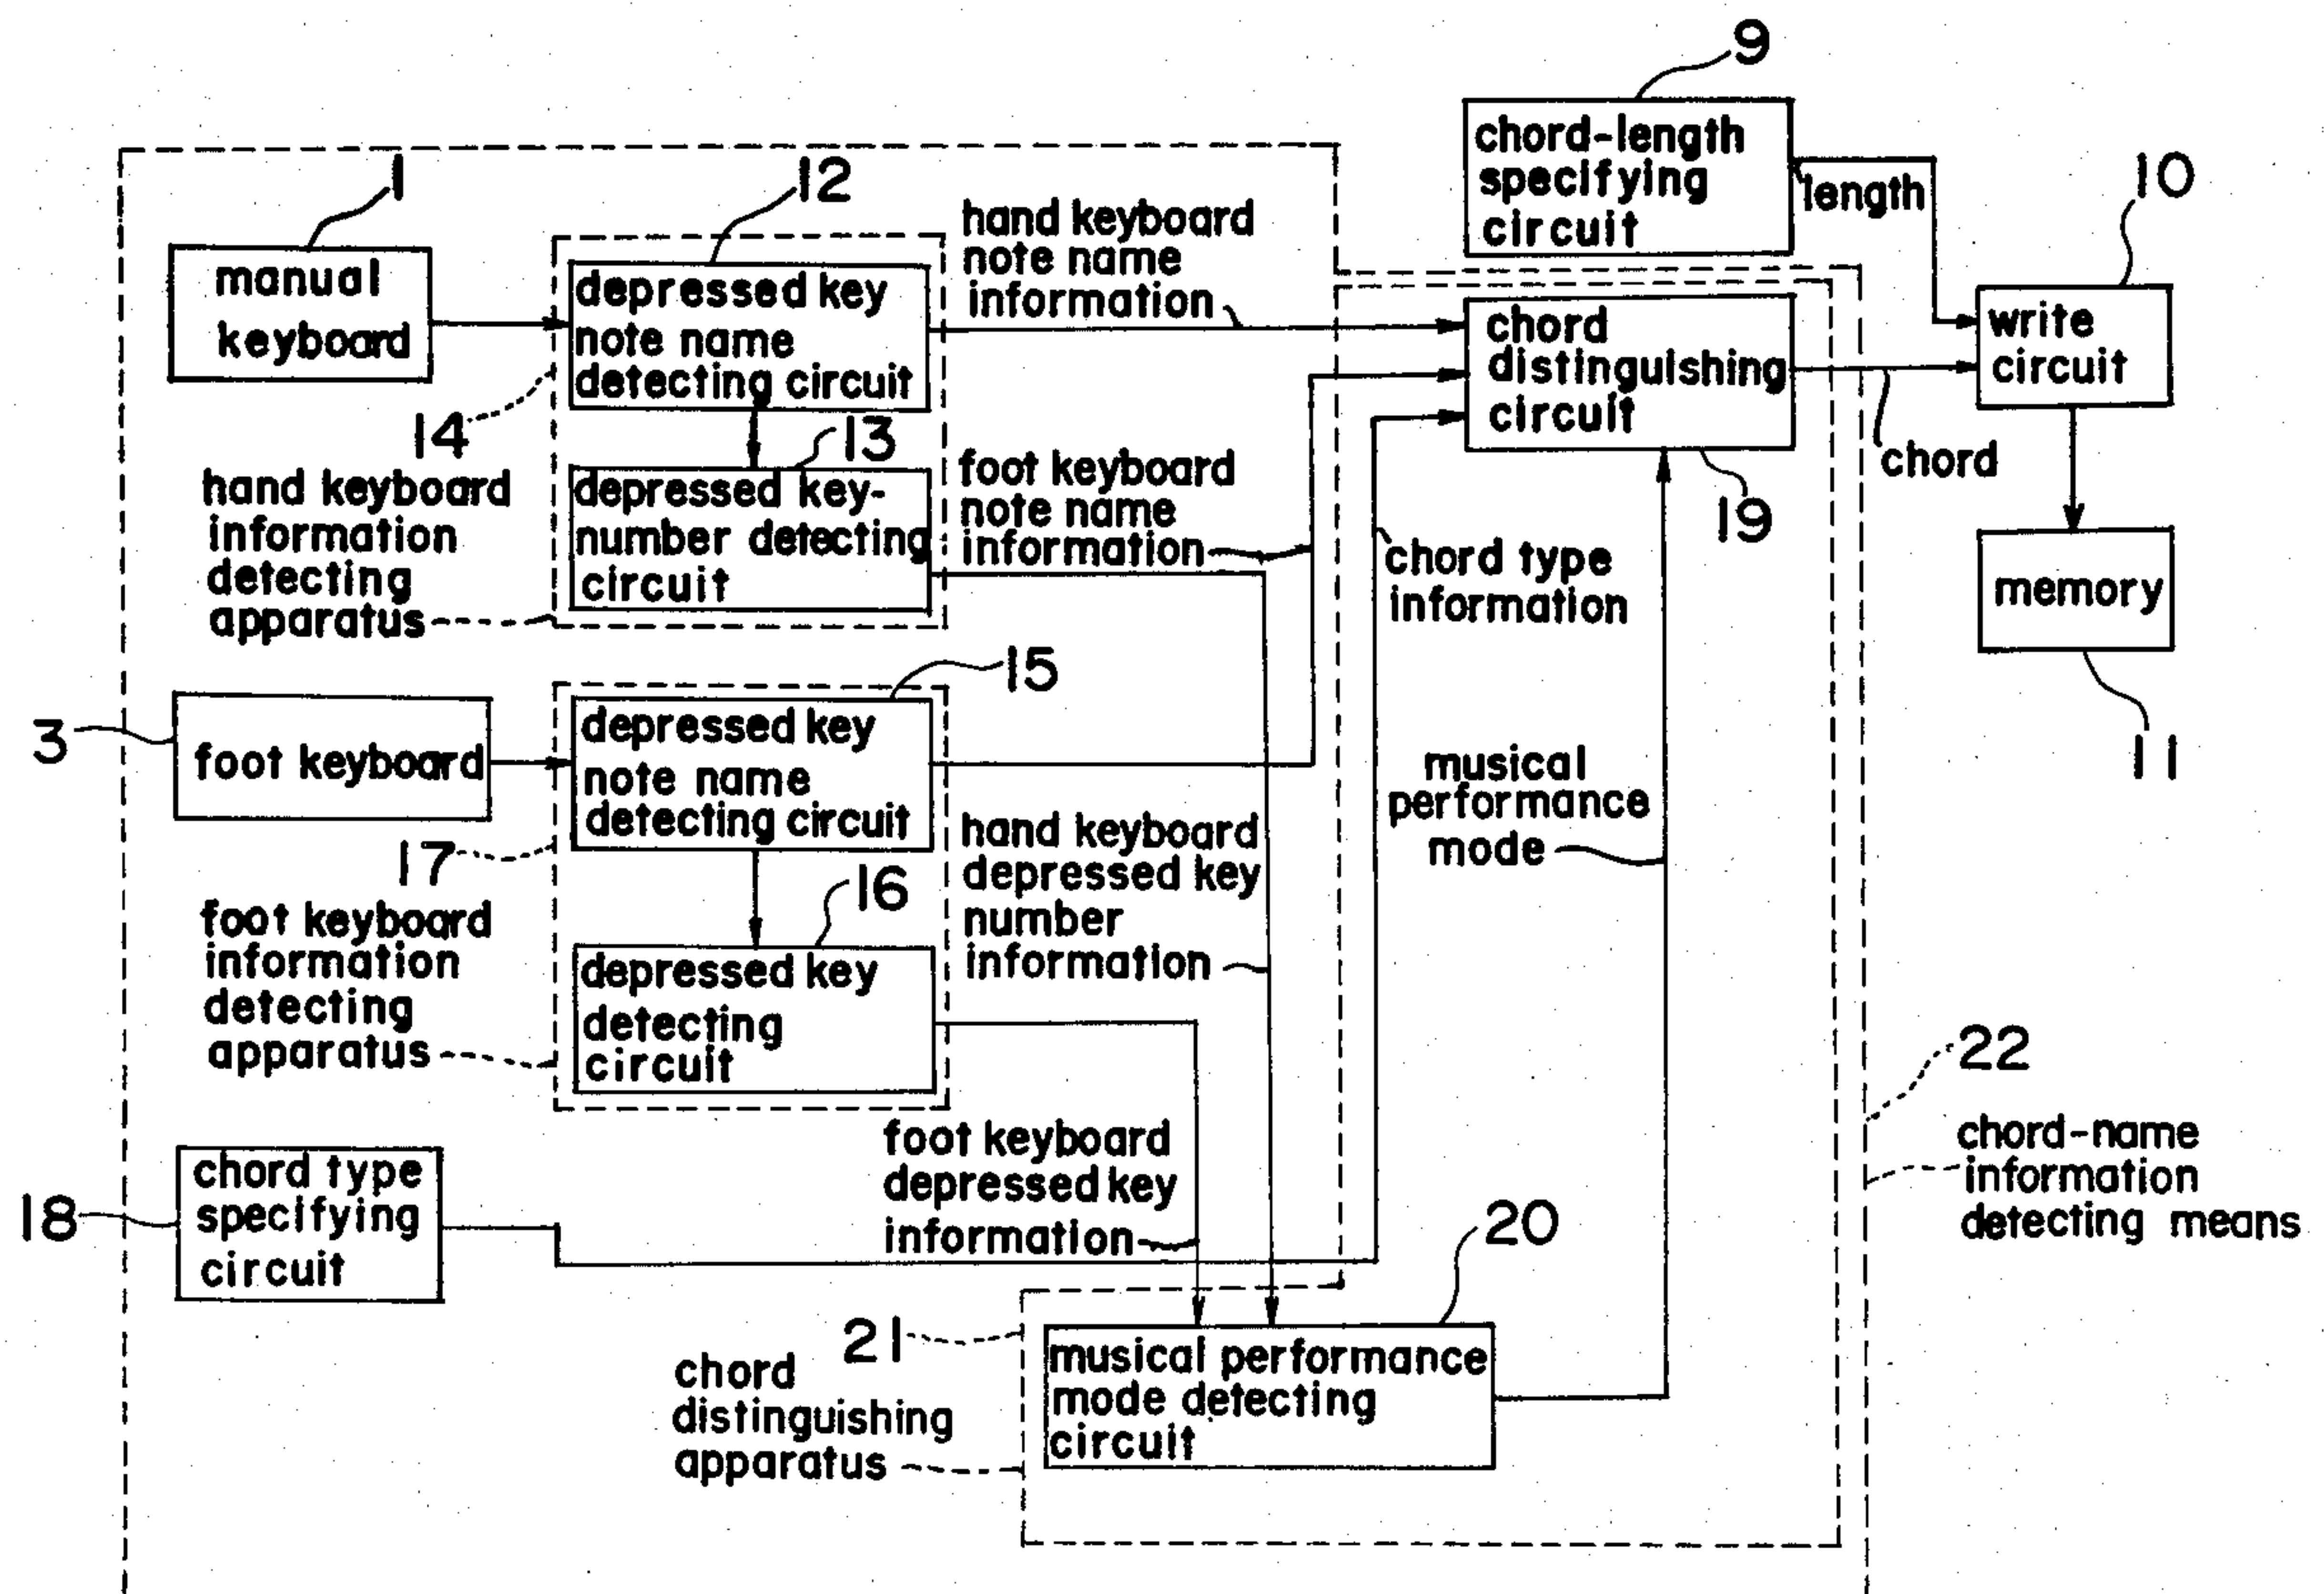 9
chord-length
specifying
circuit
length
10
1
manual
keyboard
12
depressed key
note name
detecting circuit
hand keyboard
note name
information
chord
distinguishing
circuit
write
circuit
chord
19
memory
11
14
hand keyboard
information
detecting
apparatus
13
depressed key-
number detecting
circuit
foot keyboard
note name
information
chord type
information
3
foot keyboard
15
depressed key
note name
detecting circuit
musical
performance
mode
17
foot keyboard
information
detecting
apparatus
16
depressed key
detecting
circuit
hand keyboard
depressed key
number
information
22
chord-name
information
detecting means
18
chord type
specifying
circuit
foot keyboard
depressed key
information
20
21
chord
distinguishing
apparatus
musical performance
mode detecting
circuit